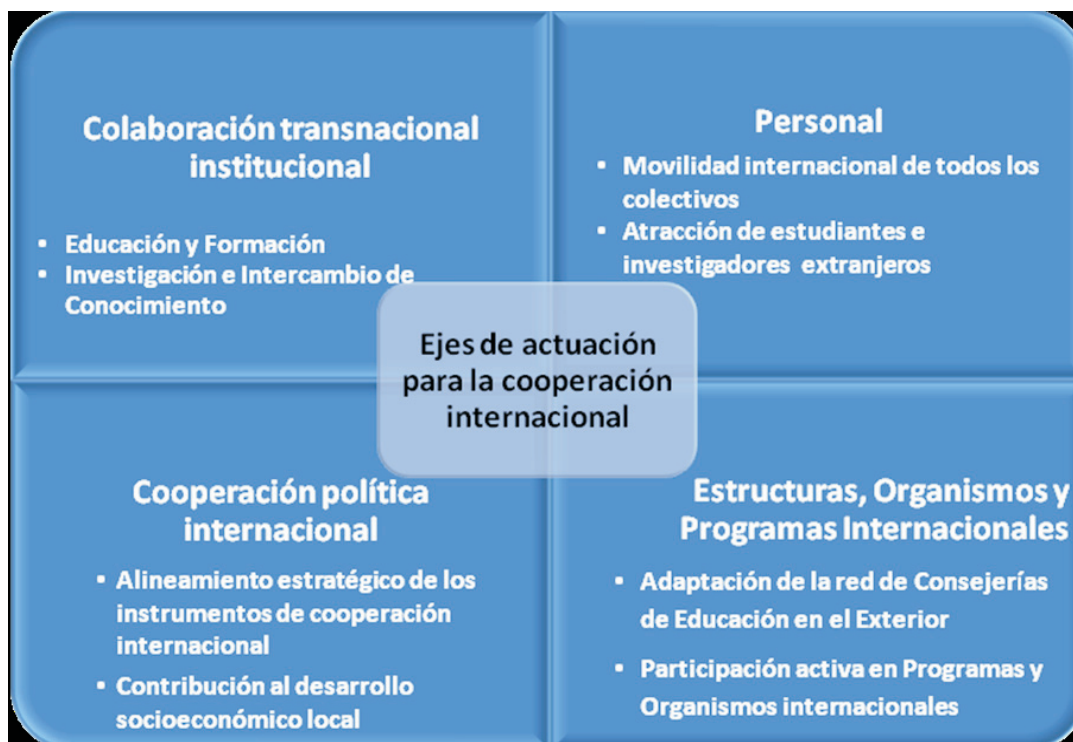 Colaboración transnacional
institucional
▪ Educación y Formación
▪ Investigación e Intercambio de
Conocimiento
Personal
▪ Movilidad internacional de todos los
colectivos
▪ Atracción de estudiantes e
investigadores extranjeros
Ejes de actuación
para la cooperación
internacional
Cooperación política
internacional
▪ Alineamiento estratégico de los
instrumentos de cooperación
internacional
▪ Contribución al desarrollo
socioeconómico local
Estructuras, Organismos y
Programas Internacionales
▪ Adaptación de la red de Consejerías
de Educación en el Exterior
▪ Participación activa en Programas y
Organismos internacionales